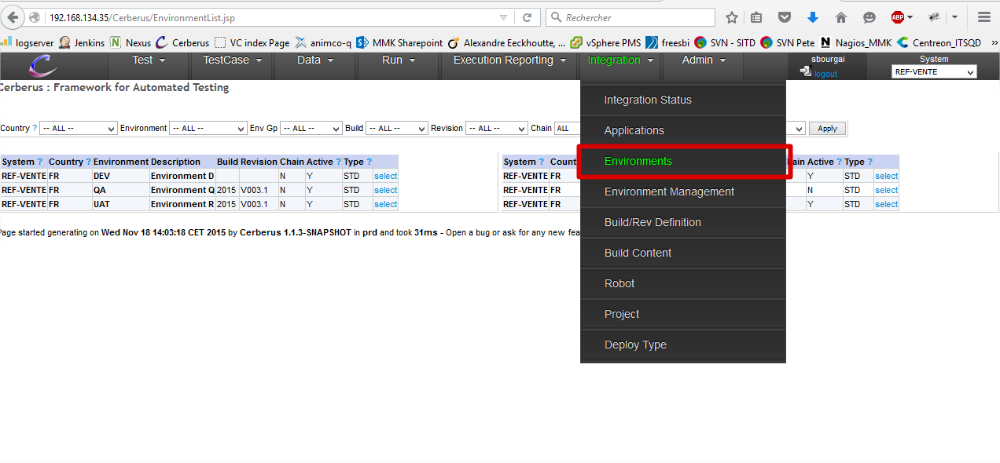 192.168.134.35/Cerberus/EnvironmentList.jsp Rechercher ABP
logserver Jenkins Nexus Cerberus VC index Page animco-q MMK Sharepoint Alexandre Eeckhoutte, ... vSphere PMS freesbi SVN - SITD SVN Pete Nagios_MMK Centreon_ITSQD »
Test TestCase Data Run Execution Reporting Integration Admin sbourgai System
logout REF-VENTE
Cerberus : Framework for Automated Testing
Integration Status
Country ? -- ALL -- Environment -- ALL -- Env Gp -- ALL -- Build -- ALL -- Revision -- ALL -- Chain ALL Apply
Applications
System ? Country ? Environment Description Build Revision Chain Active ? Type ? System ? Count Environments ain Active ? Type ?
REF-VENTE FR DEV Environment D N Y STD select REF-VENTE FR Y STD select
REF-VENTE FR QA Environment Q 2015 V003.1 N Y STD select REF-VENTE FR Environment Management N STD select
REF-VENTE FR UAT Environment R 2015 V003.1 N Y STD select REF-VENTE FR Y STD select
Build/Rev Definition
Page started generating on Wed Nov 18 14:03:18 CET 2015 by Cerberus 1.1.3-SNAPSHOT in prd and took 31ms - Open a bug or ask for any new fea
Build Content
Robot
Project
Deploy Type